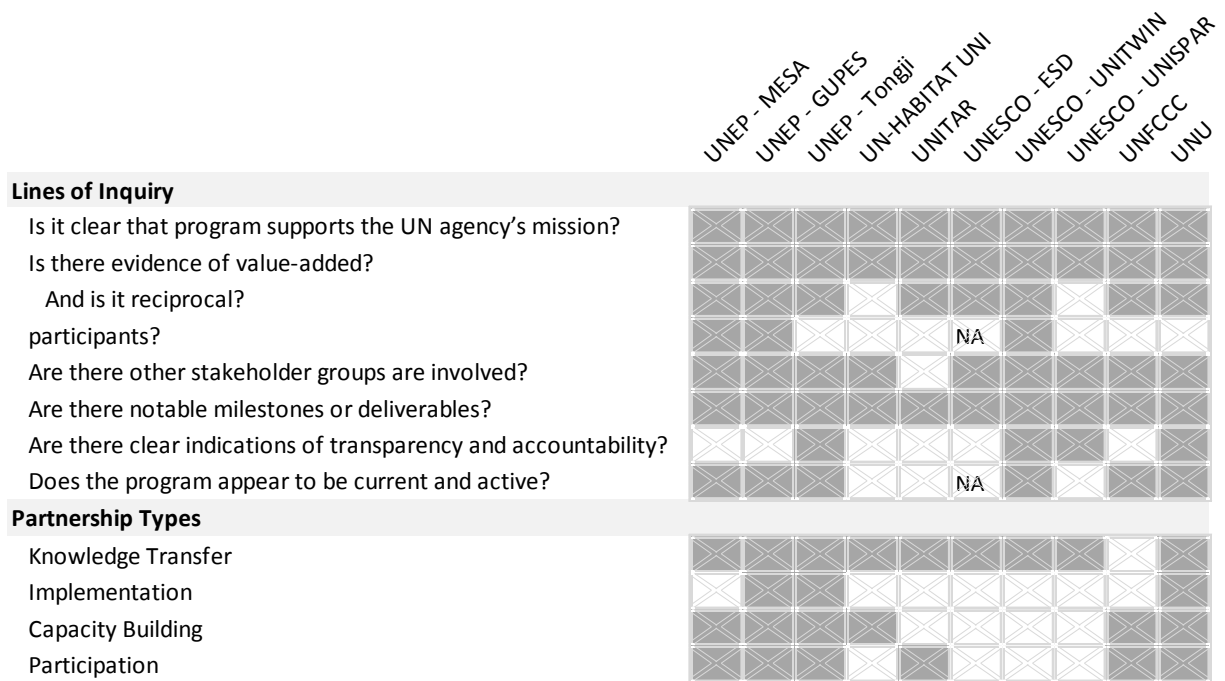 UNEP - MESA
UNEP - GUPES
UNEP - Tongji
UN-HABITAT UNI
UNITAR
UNESCO - ESD
UNESCO - UNITWIN
UNESCO - UNISPAR
UNFCCC
UNU
Lines of Inquiry
Is it clear that program supports the UN agency’s mission?
Is there evidence of value-added?
And is it reciprocal?
participants?
NA
Are there other stakeholder groups are involved?
Are there notable milestones or deliverables?
Are there clear indications of transparency and accountability?
Does the program appear to be current and active?
NA
Partnership Types
Knowledge Transfer
Implementation
Capacity Building
Participation